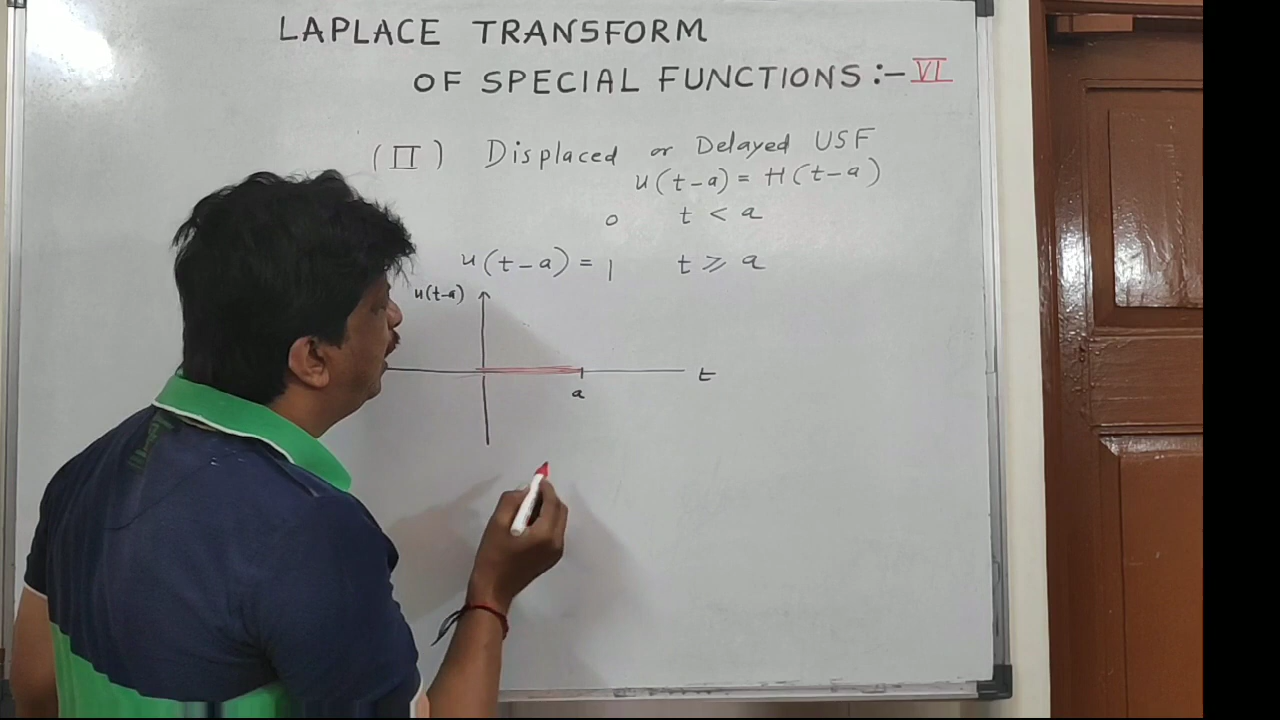 LAPLACE TRANSFORM
OF SPECIAL FUNCTIONS :- VI
(II) Displaced or Delayed USF
u(t-a) = H(t-a)
0 t < a
u(t-a) = 1 t ⩾ a
u(t-a)
t
a